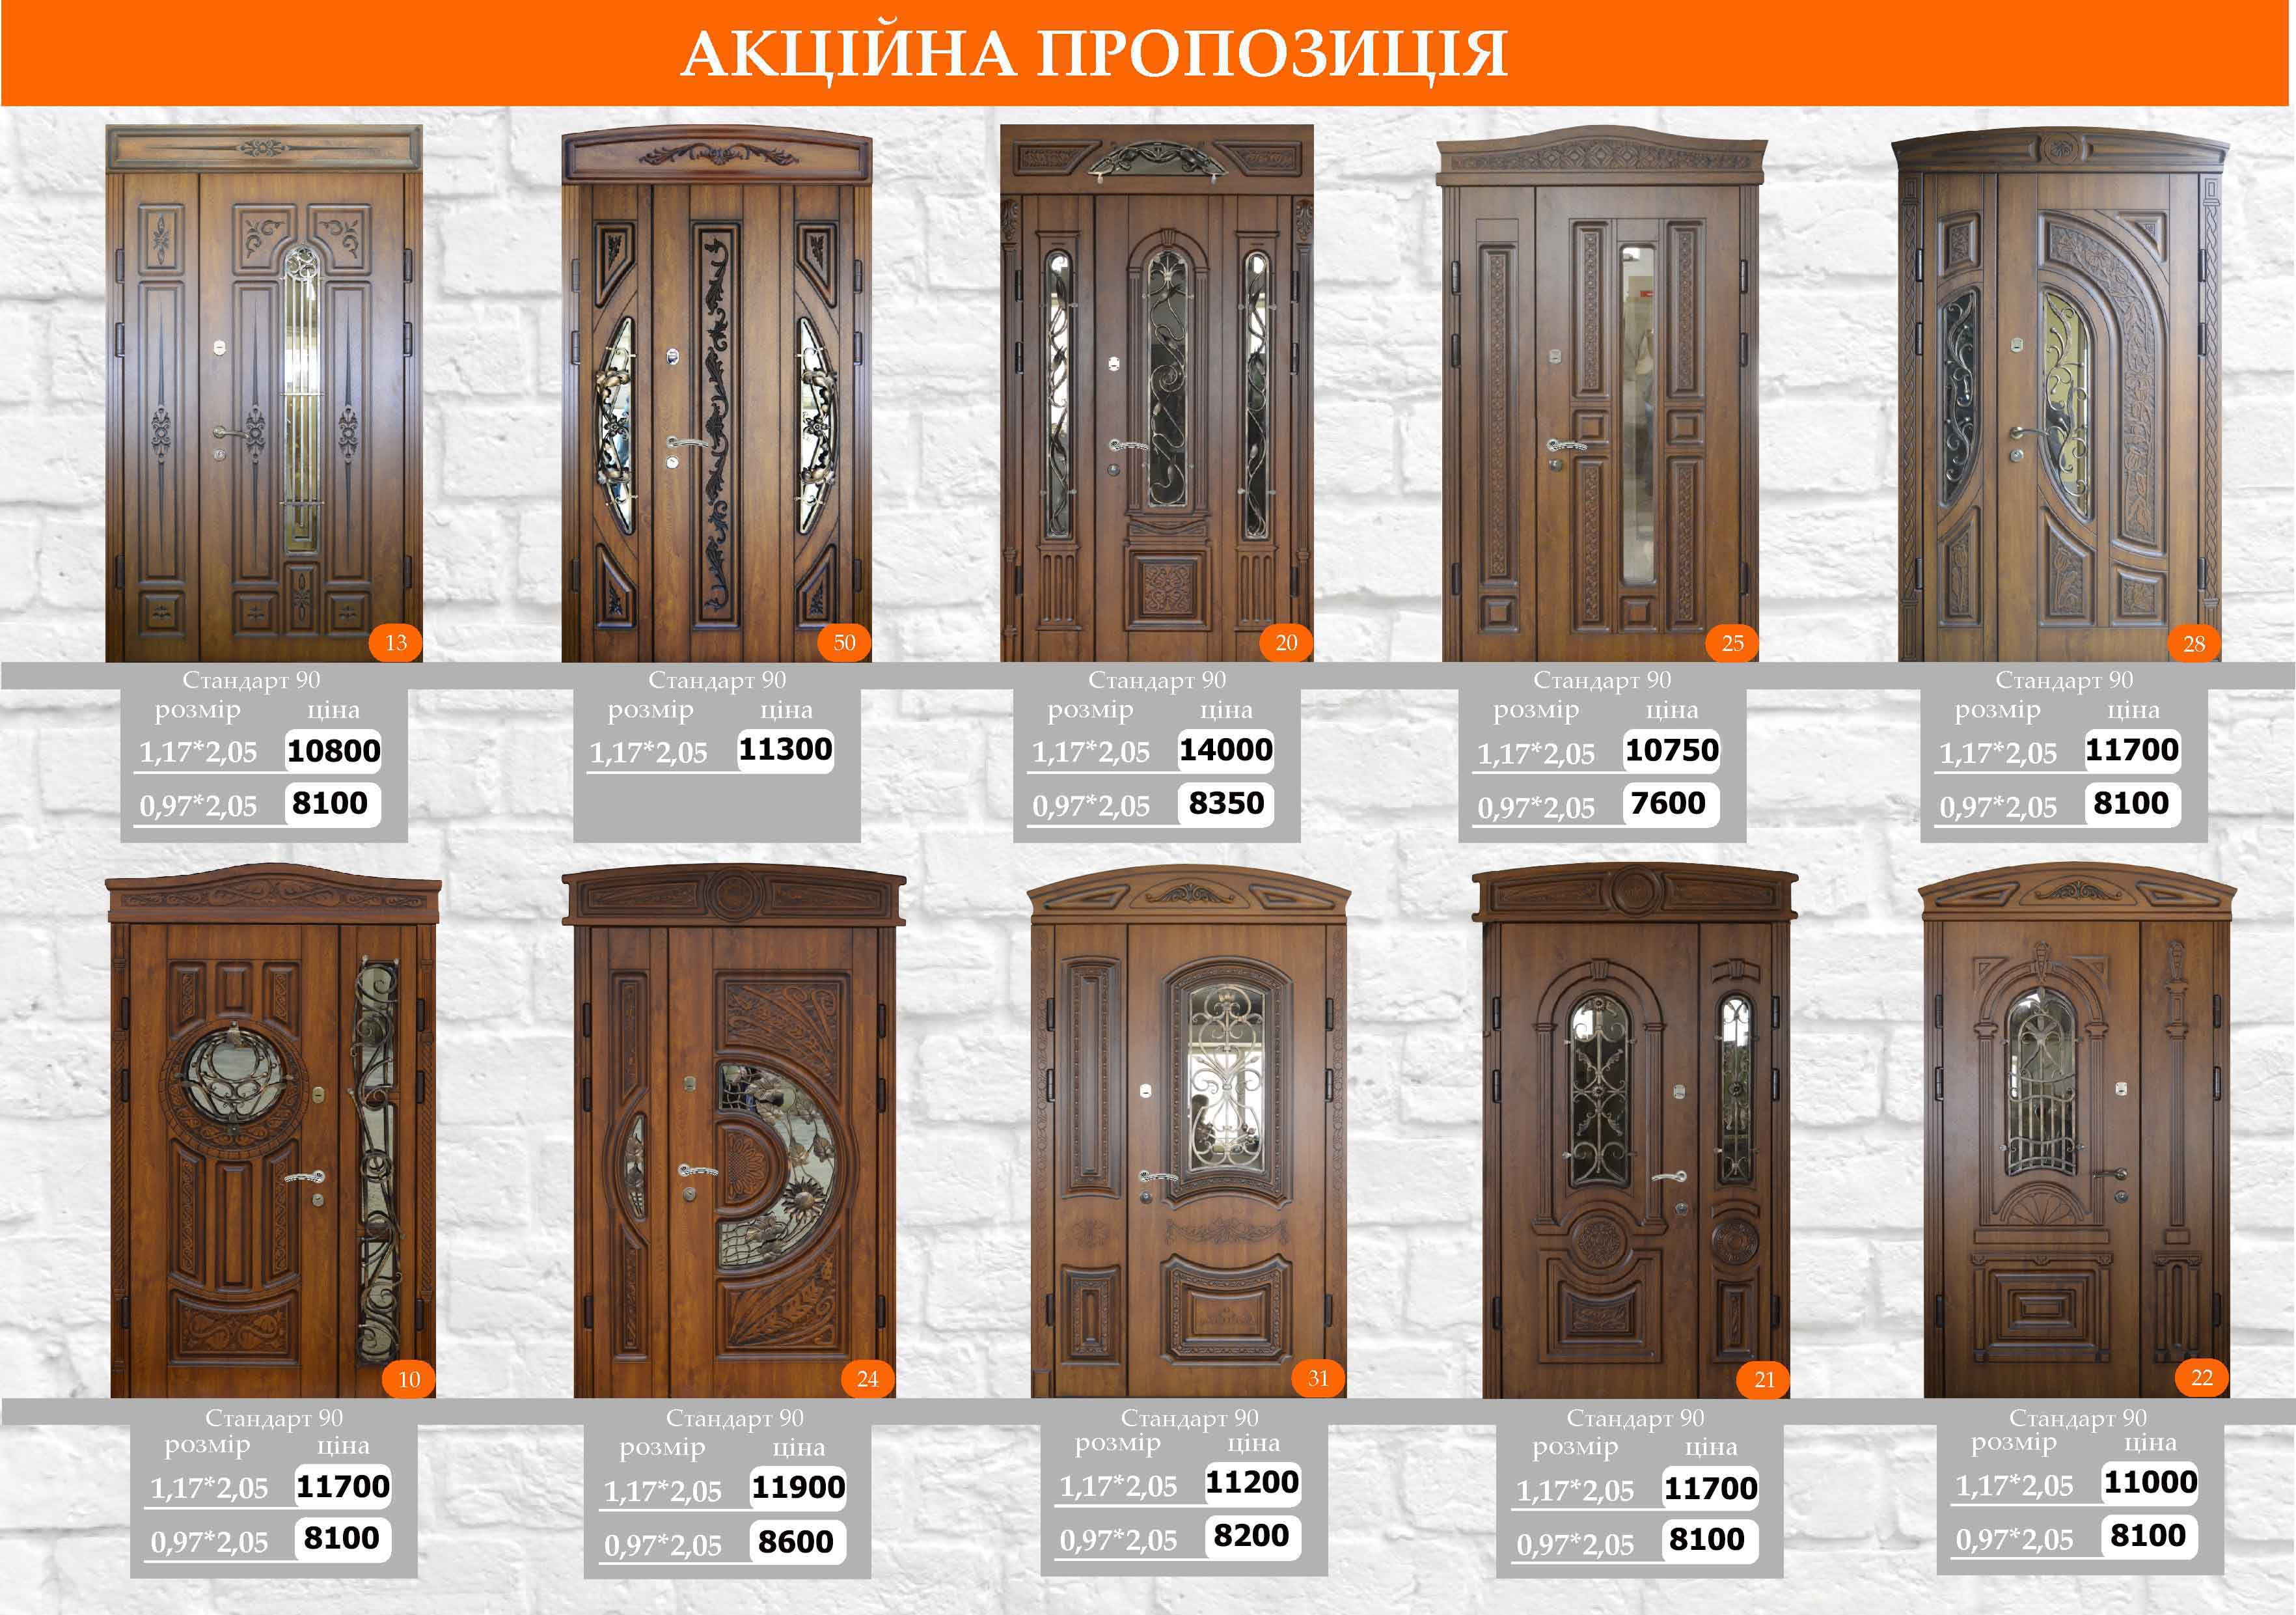 АКЦІЙНА ПРОПОЗИЦІЯ
13
50
20
25
28
Стандарт 90
розмір ціна
1,17*2,05 10800
0,97*2,05 8100
Стандарт 90
розмір ціна
1,17*2,05 11300
Стандарт 90
розмір ціна
1,17*2,05 14000
0,97*2,05 8350
Стандарт 90
розмір ціна
1,17*2,05 10750
0,97*2,05 7600
Стандарт 90
розмір ціна
1,17*2,05 11700
0,97*2,05 8100
10
24
31
21
22
Стандарт 90
розмір ціна
1,17*2,05 11700
0,97*2,05 8100
Стандарт 90
розмір ціна
1,17*2,05 11900
0,97*2,05 8600
Стандарт 90
розмір ціна
1,17*2,05 11200
0,97*2,05 8200
Стандарт 90
розмір ціна
1,17*2,05 11700
0,97*2,05 8100
Стандарт 90
розмір ціна
1,17*2,05 11000
0,97*2,05 8100